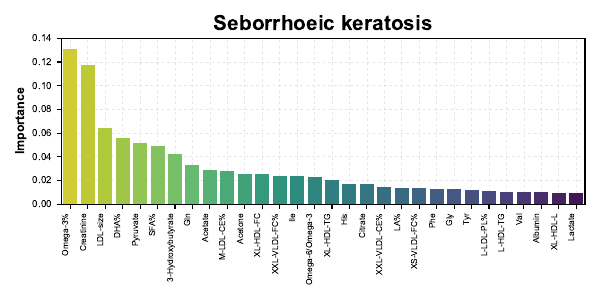 Seborrhoeic keratosis
0.14
0.12
0.10
0.08
0.06
0.04
0.02
0.00
Importance
Omega-3%
Creatinine
LDL-size
DHA%
Pyruvate
SFA%
3-Hydroxybutyrate
Gln
Acetate
M-LDL-CE%
Acetone
XL-HDL-FC
XXL-VLDL-FC%
Ile
Omega-6/Omega-3
XL-HDL-TG
His
Citrate
XXL-VLDL-CE%
LA%
XS-VLDL-FC%
Phe
Gly
Tyr
L-LDL-PL%
L-HDL-TG
Val
Albumin
XL-HDL-L
Lactate